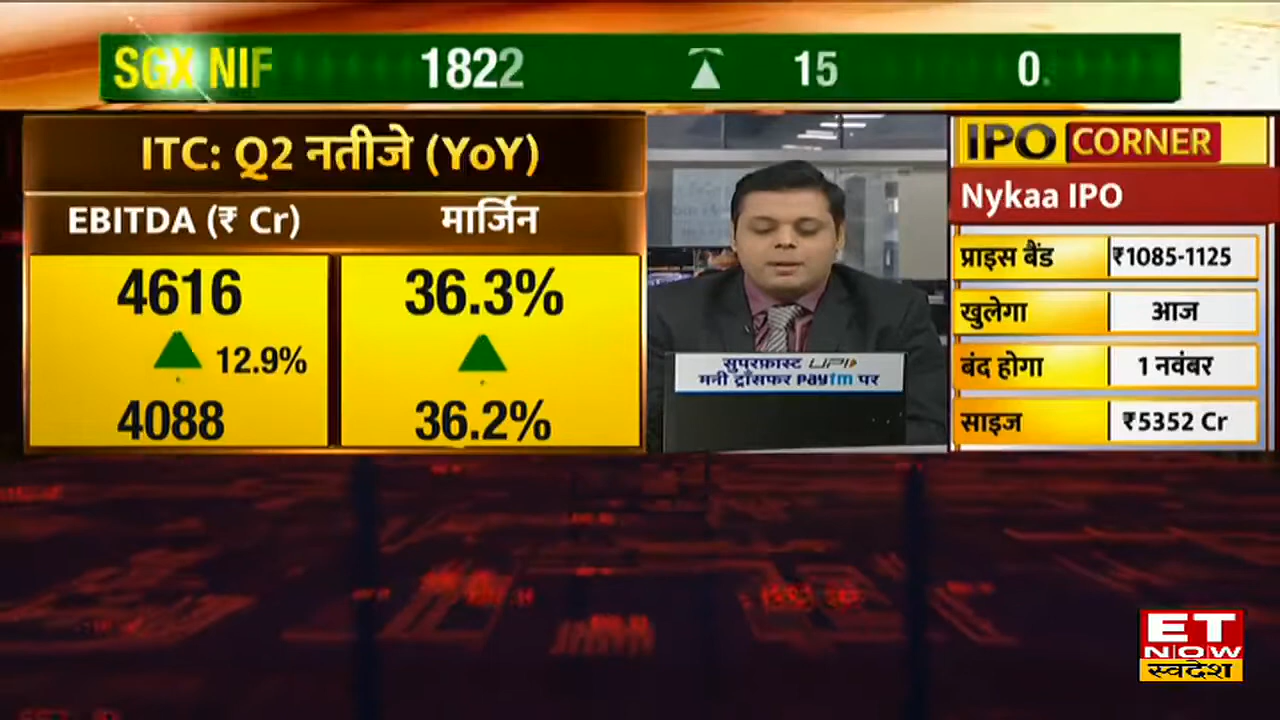 SGX NIF 1822 15 0.
ITC: Q2 नतीजे (YoY)
EBITDA (₹ Cr) मार्जिन
4616 36.3%
12.9%
4088 36.2%
सुपरफ़ास्ट UPI
मनी ट्राँसफर paytm पर
IPO CORNER
Nykaa IPO
प्राइस बैंड ₹1085-1125
खुलेगा आज
बंद होगा 1 नवंबर
साइज ₹5352 Cr
ET
NOW
स्वदेश